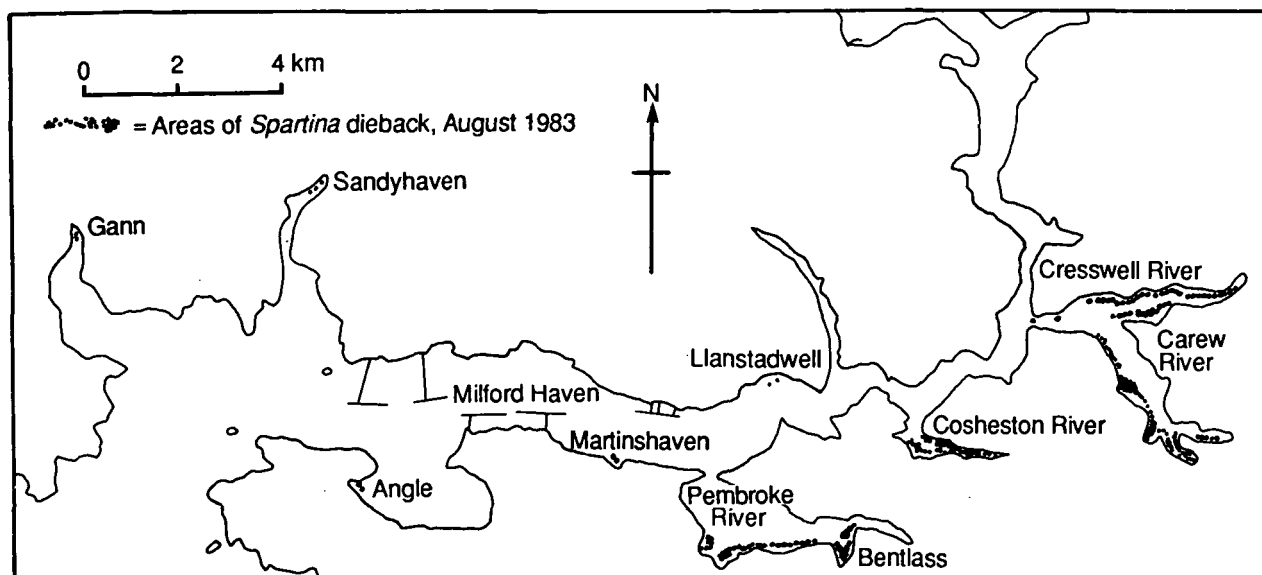 0 2 4 km
= Areas of Spartina dieback, August 1983
N
Sandyhaven
Gann
Cresswell River
Carew
River
Llanstadwell
Milford Haven
Cosheston River
Martinshaven
Angle
Pembroke
River
Bentlass